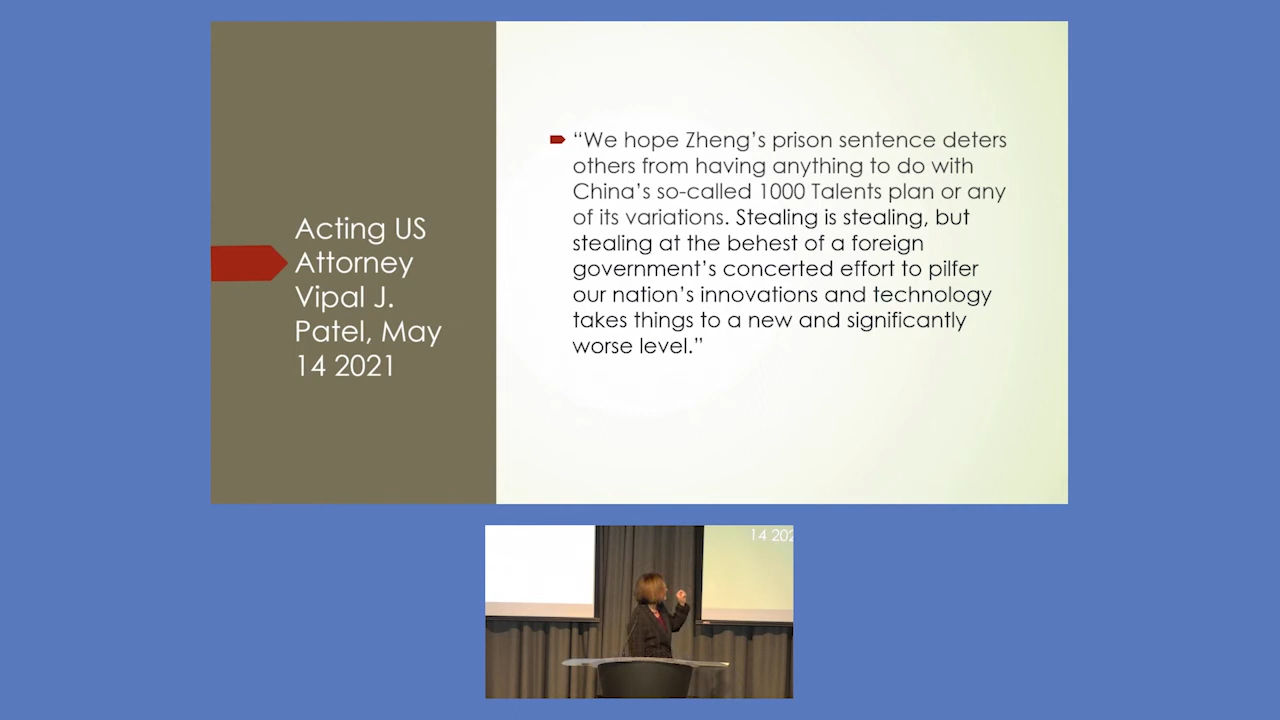 Acting US
Attorney
Vipal J.
Patel, May
14 2021
“We hope Zheng’s prison sentence deters
others from having anything to do with
China’s so-called 1000 Talents plan or any
of its variations. Stealing is stealing, but
stealing at the behest of a foreign
government’s concerted effort to pilfer
our nation’s innovations and technology
takes things to a new and significantly
worse level.”
14 202